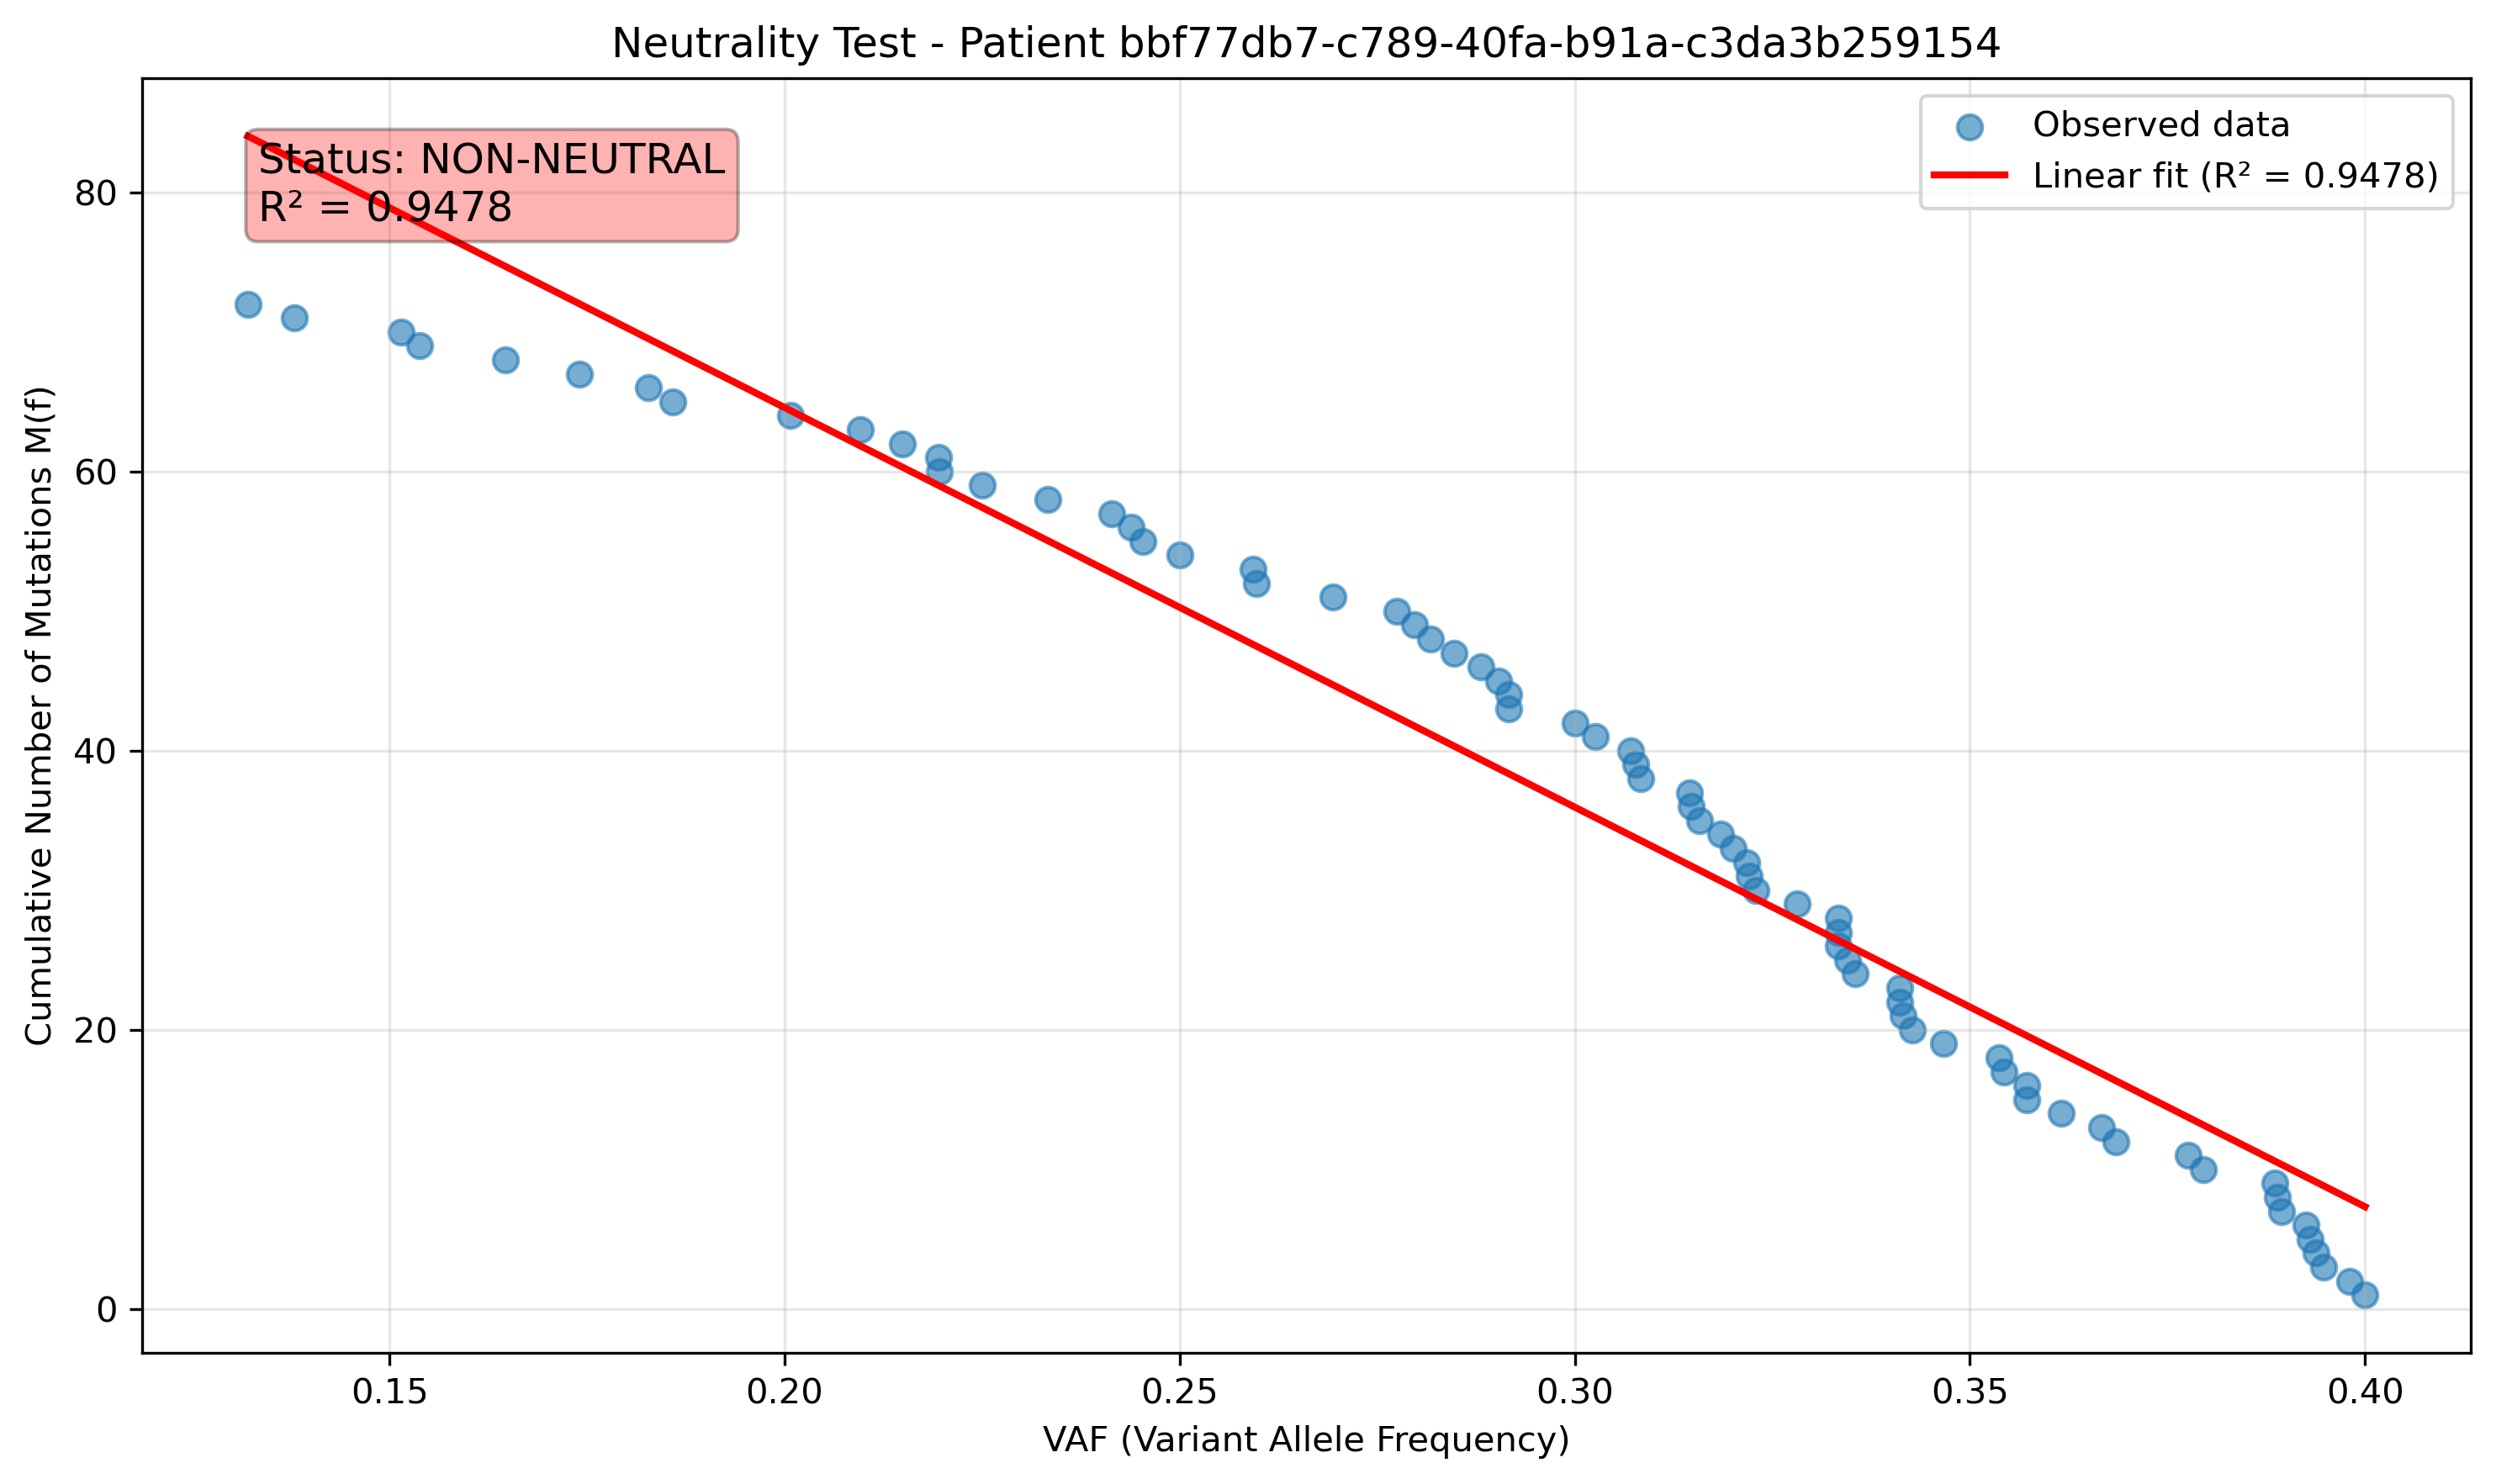 Neutrality Test - Patient bbf77db7-c789-40fa-b91a-c3da3b259154
Status: NON-NEUTRAL
R² = 0.9478
Observed data
Linear fit (R² = 0.9478)
Cumulative Number of Mutations M(f)
80
60
40
20
0
0.15
0.20
0.25
0.30
0.35
0.40
VAF (Variant Allele Frequency)